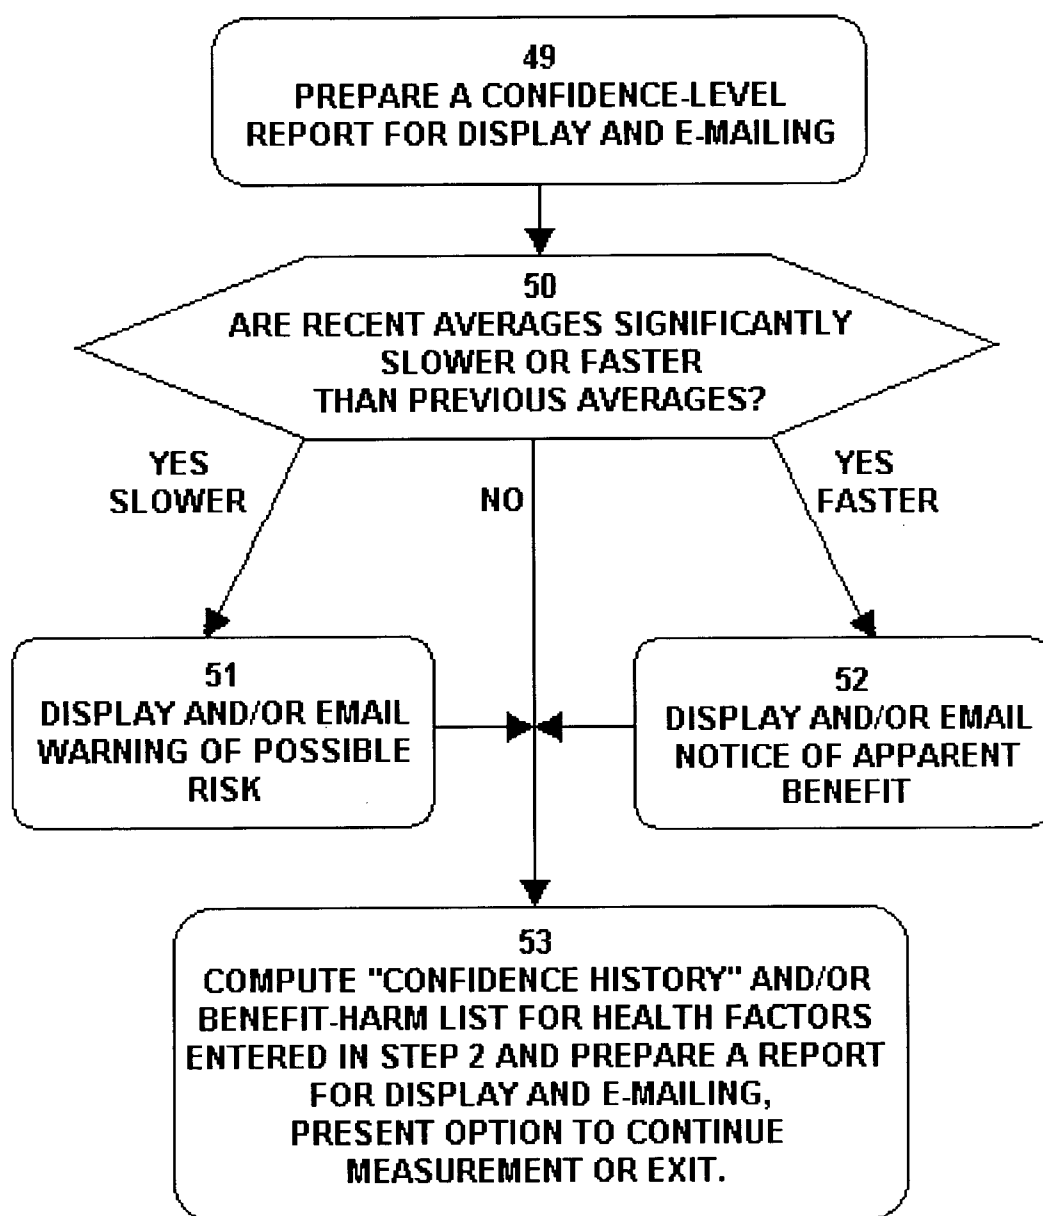 49
PREPARE A CONFIDENCE-LEVEL
REPORT FOR DISPLAY AND E-MAILING
50
ARE RECENT AVERAGES SIGNIFICANTLY
SLOWER OR FASTER
THAN PREVIOUS AVERAGES?
YES
SLOWER
NO
YES
FASTER
51
DISPLAY AND/OR EMAIL
WARNING OF POSSIBLE
RISK
52
DISPLAY AND/OR EMAIL
NOTICE OF APPARENT
BENEFIT
53
COMPUTE "CONFIDENCE HISTORY" AND/OR
BENEFIT-HARM LIST FOR HEALTH FACTORS
ENTERED IN STEP 2 AND PREPARE A REPORT
FOR DISPLAY AND E-MAILING,
PRESENT OPTION TO CONTINUE
MEASUREMENT OR EXIT.